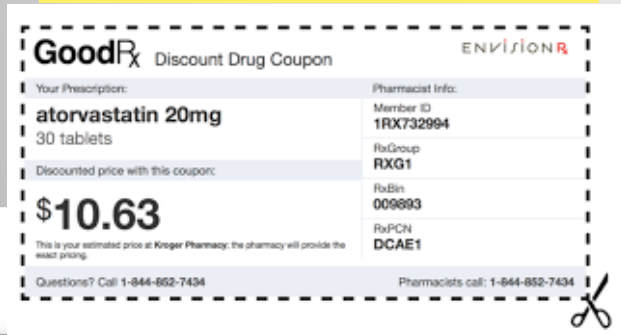 GoodRx Discount Drug Coupon
ENVISIONRx
Your Prescription:
atorvastatin 20mg
30 tablets
Discounted price with this coupon:
$10.63
This is your estimated price at Kroger Pharmacy; the pharmacy will provide the
exact pricing.
Pharmacist Info:
Member ID
1RX732994
RxGroup
RXG1
RxBin
009893
RxPCN
DCAE1
Questions? Call 1-844-852-7434
Pharmacists call: 1-844-852-7434